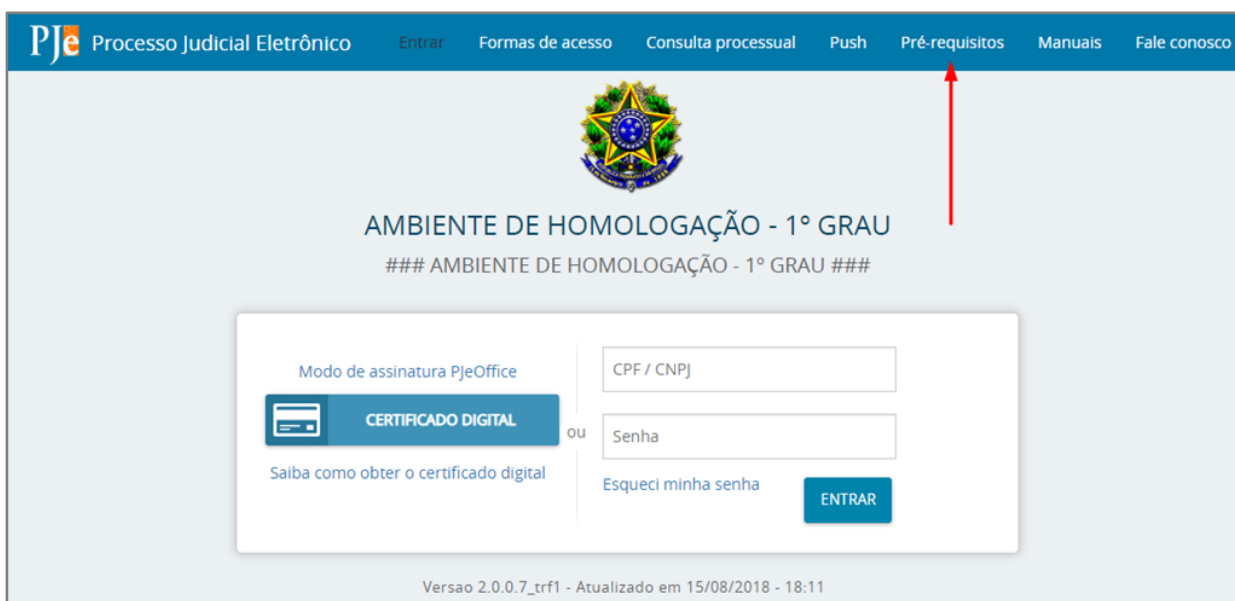 PJe Processo Judicial Eletrônico Entrar Formas de acesso Consulta processual Push Pré-requisitos Manuais Fale conosco
AMBIENTE DE HOMOLOGAÇÃO - 1º GRAU
### AMBIENTE DE HOMOLOGAÇÃO - 1º GRAU ###
Modo de assinatura PJeOffice
CERTIFICADO DIGITAL
Saiba como obter o certificado digital
ou
CPF / CNPJ
Senha
Esqueci minha senha
ENTRAR
Versao 2.0.0.7_trf1 - Atualizado em 15/08/2018 - 18:11